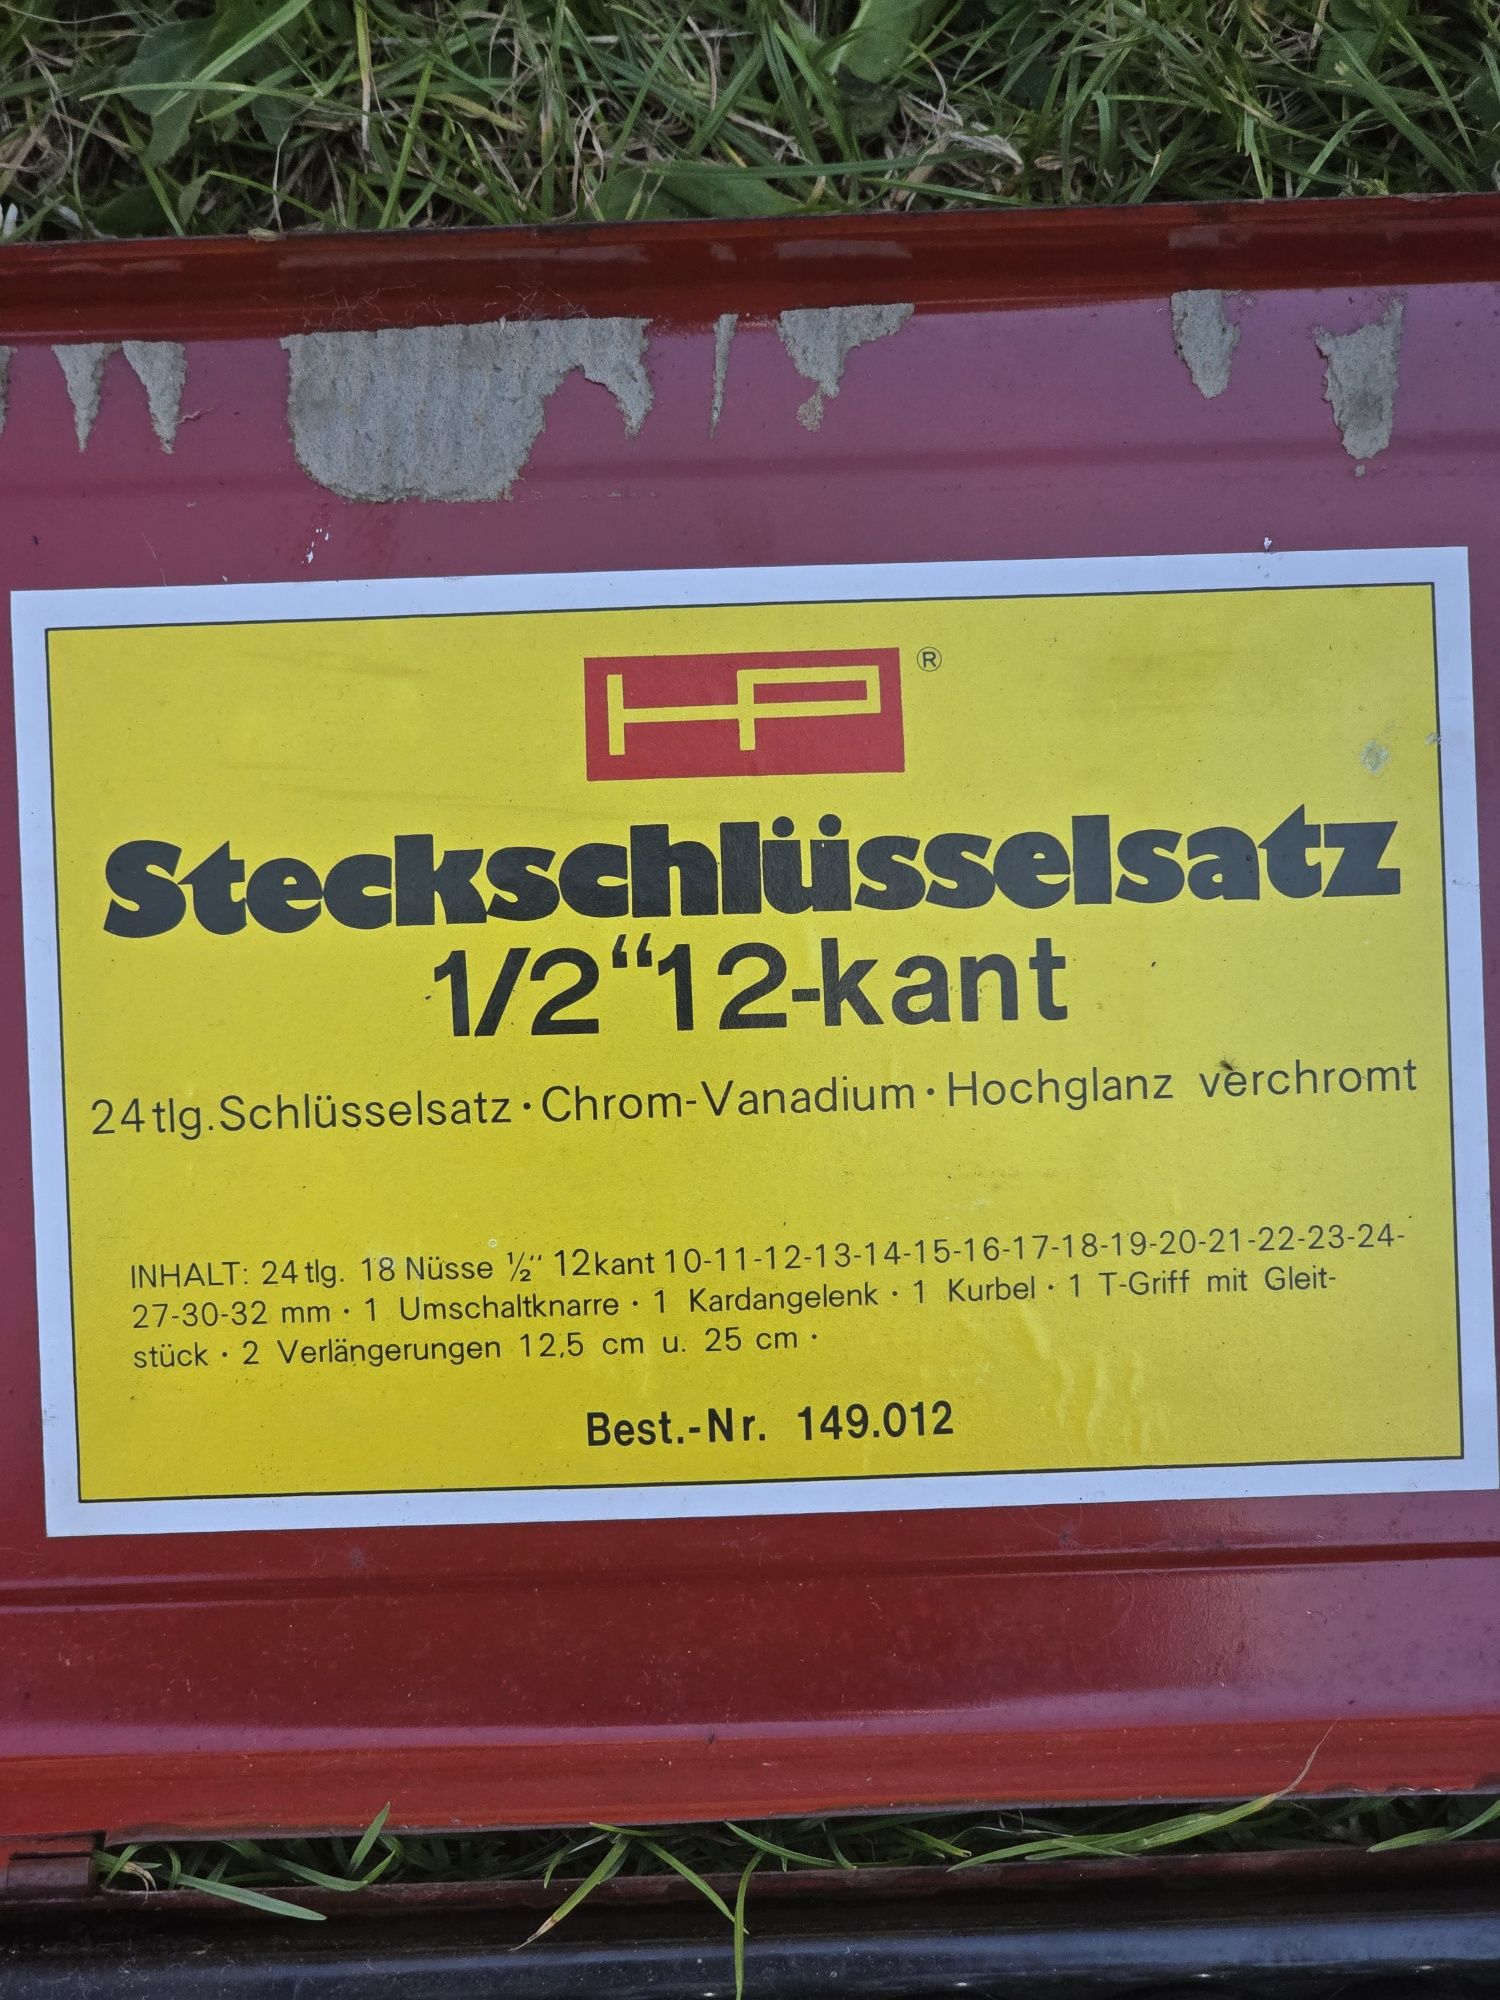 HP ®
Steckschlüsselsatz
1/2“12-kant
24tlg.Schlüsselsatz·Chrom-Vanadium·Hochglanz verchromt
INHALT: 24tlg. 18 Nüsse ½“ 12kant 10-11-12-13-14-15-16-17-18-19-20-21-22-23-24-
27-30-32 mm · 1 Umschaltknarre · 1 Kardangelenk · 1 Kurbel · 1 T-Griff mit Gleit-
stück · 2 Verlängerungen 12,5 cm u. 25 cm ·
Best.-Nr. 149.012